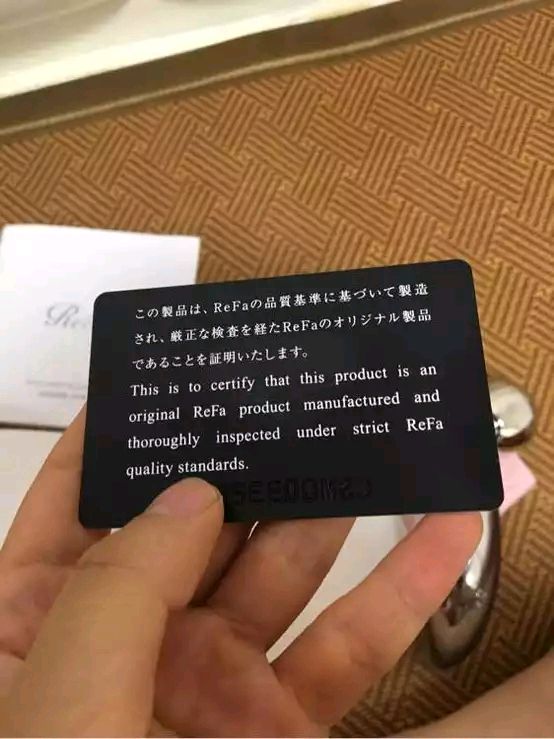 この製品は、ReFaの品質基準に基づいて製造
され、厳正な検査を経たReFaのオリジナル製品
であることを証明いたします。
This is to certify that this product is an
original ReFa product manufactured and
thoroughly inspected under strict ReFa
quality standards.